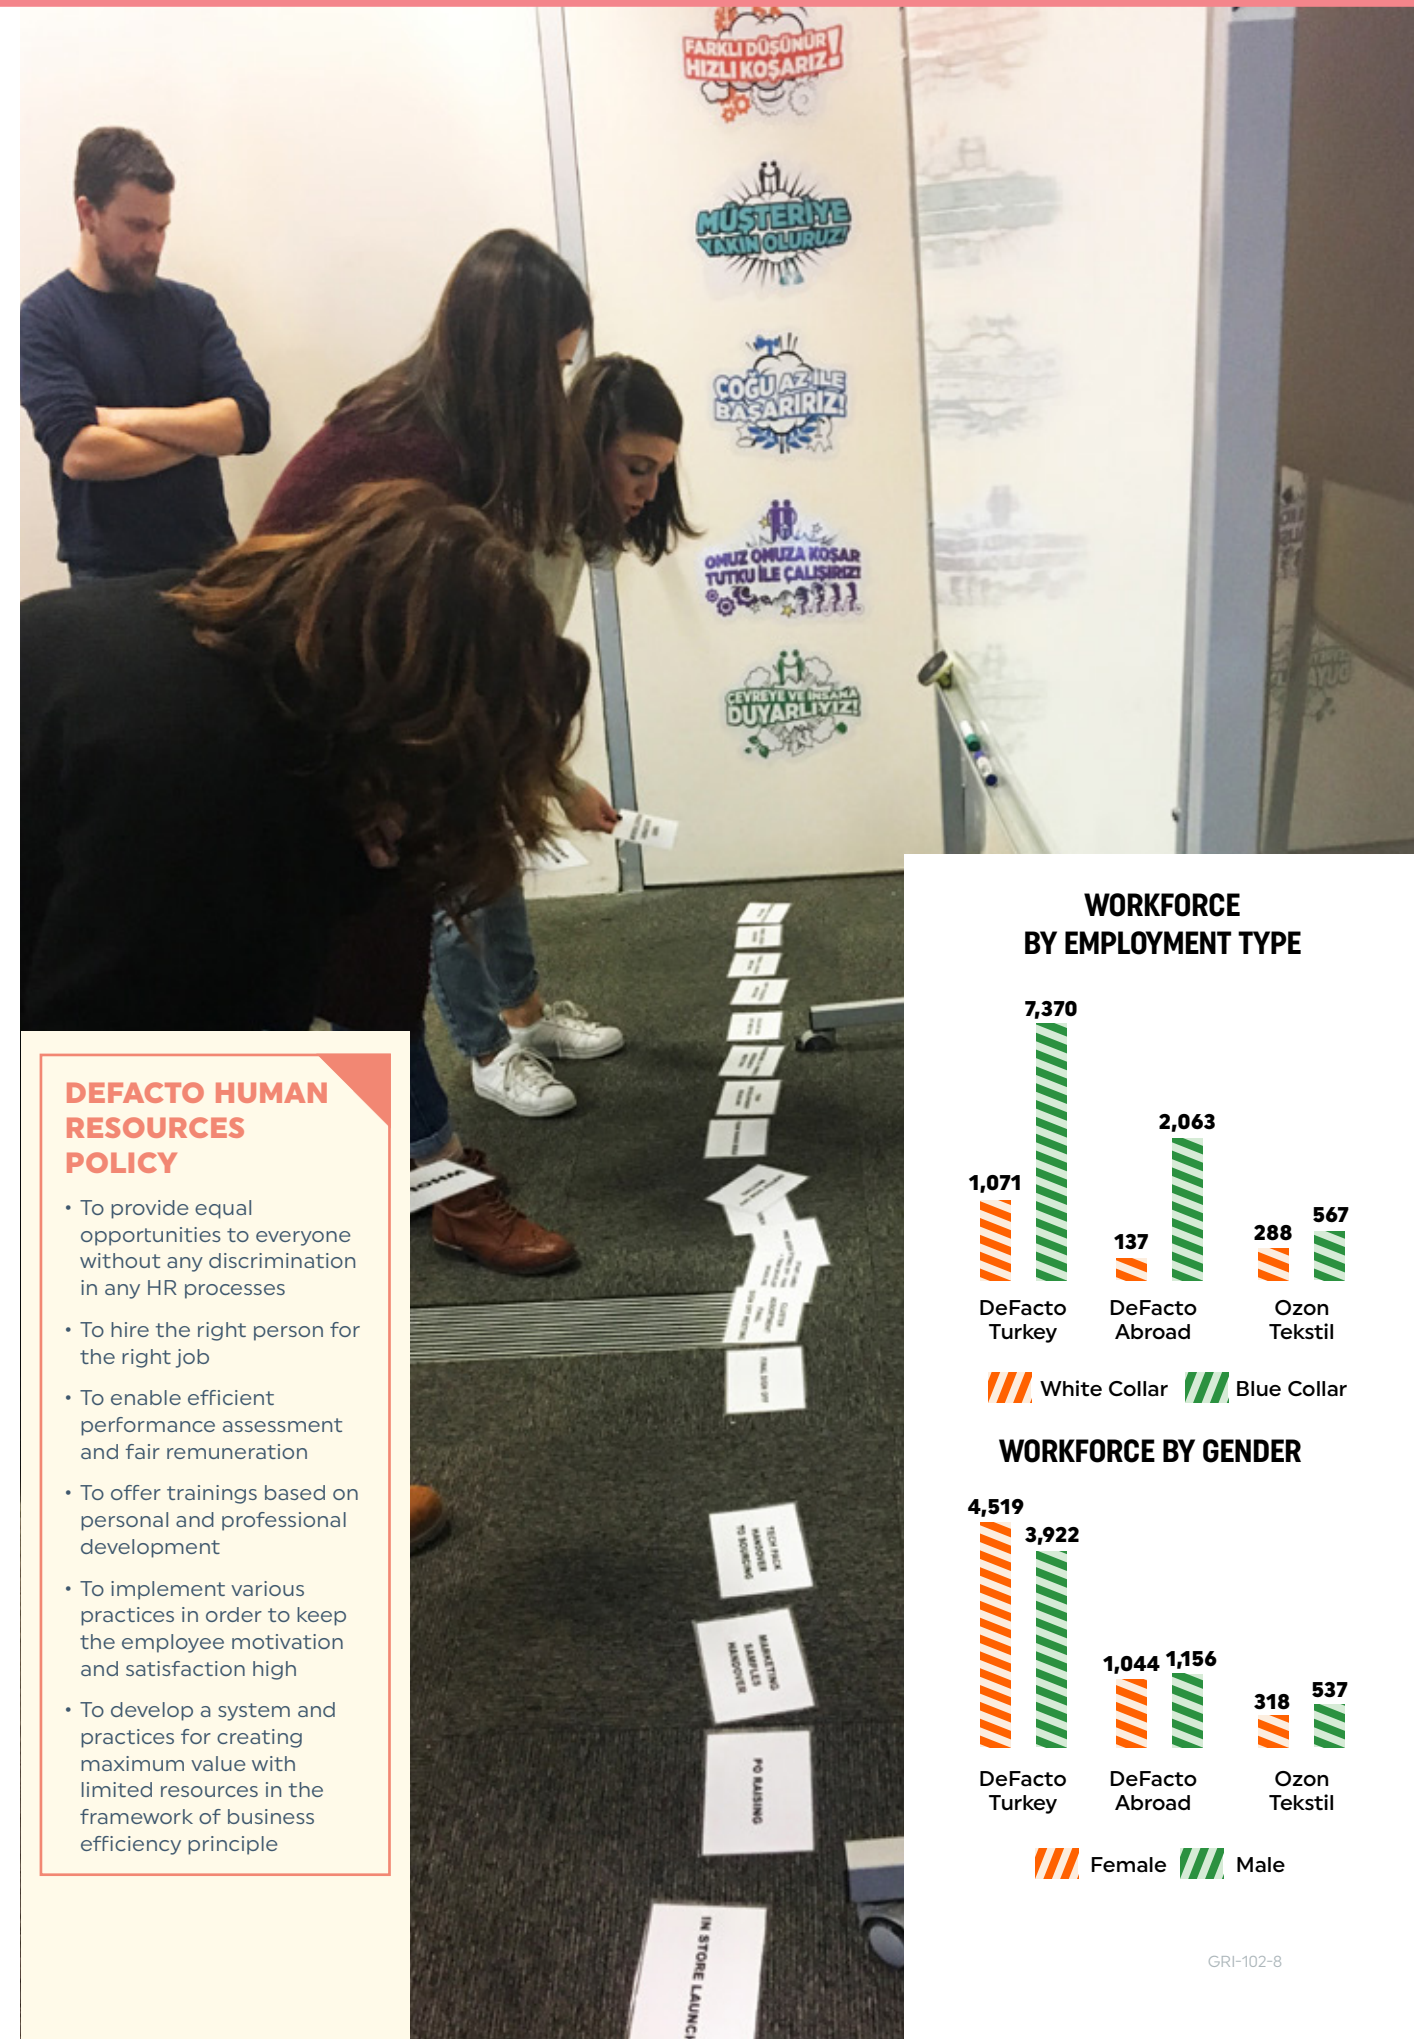 FARKLI DÜŞÜNÜR
HIZLI KOŞARIZ!
MÜŞTERİYE
YAKIN OLURUZ!
ÇOĞU AZ İLE
BAŞARIRIZ!
OMUZ OMUZA KOŞAR
TUTKU İLE ÇALIŞIRIZ!
ÇEVREYE VE İNSANA
DUYARLIYIZ!
FINAL SIGN OFF
TECH PACK
HANDOVER
TO SOURCING
MARKETING
SAMPLES
HANDOVER
PO RAISING
IN STORE LAUNC
DEFACTO HUMAN
RESOURCES
POLICY
• To provide equal
opportunities to everyone
without any discrimination
in any HR processes
• To hire the right person for
the right job
• To enable efficient
performance assessment
and fair remuneration
• To offer trainings based on
personal and professional
development
• To implement various
practices in order to keep
the employee motivation
and satisfaction high
• To develop a system and
practices for creating
maximum value with
limited resources in the
framework of business
efficiency principle
WORKFORCE
BY EMPLOYMENT TYPE
7,370
2,063
1,071
567
288
137
DeFacto DeFacto Ozon
Turkey Abroad Tekstil
White Collar Blue Collar
WORKFORCE BY GENDER
4,519
3,922
1,044 1,156
318 537
DeFacto DeFacto Ozon
Turkey Abroad Tekstil
Female Male
GRI-102-8